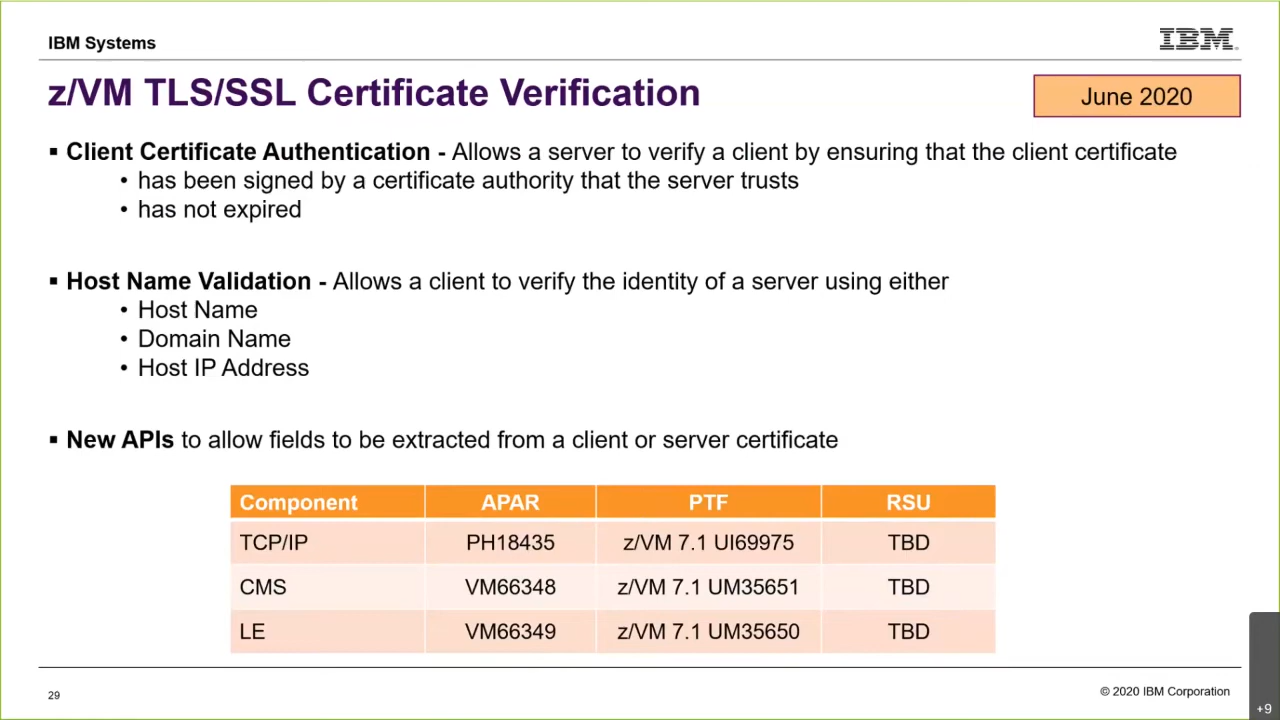 IBM Systems
IBM
z/VM TLS/SSL Certificate Verification
June 2020
▪ Client Certificate Authentication - Allows a server to verify a client by ensuring that the client certificate
• has been signed by a certificate authority that the server trusts
• has not expired
▪ Host Name Validation - Allows a client to verify the identity of a server using either
• Host Name
• Domain Name
• Host IP Address
▪ New APIs to allow fields to be extracted from a client or server certificate
Component APAR PTF RSU
TCP/IP PH18435 z/VM 7.1 UI69975 TBD
CMS VM66348 z/VM 7.1 UM35651 TBD
LE VM66349 z/VM 7.1 UM35650 TBD
29
© 2020 IBM Corporation
+9